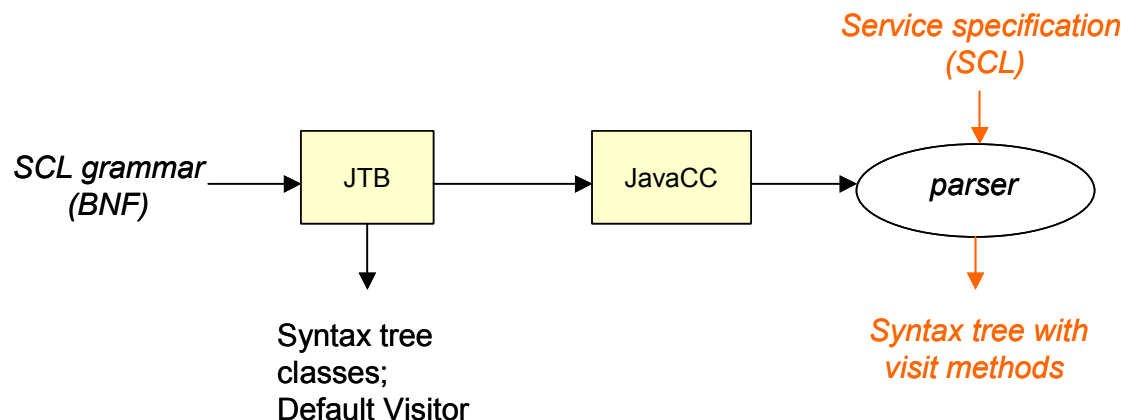 Service specification
(SCL)
SCL grammar
(BNF)
JTB
JavaCC
parser
Syntax tree
classes;
Default Visitor
Syntax tree with
visit methods